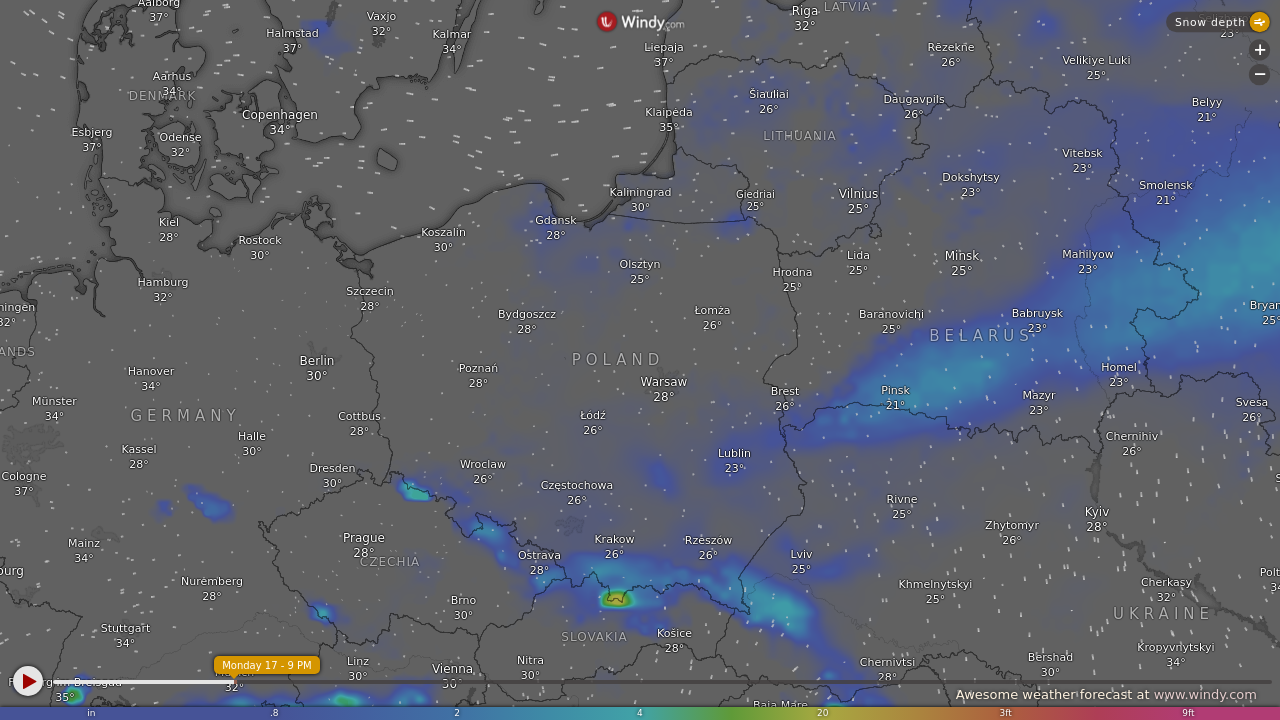 Aalborg
37°
Vaxjo
32°
Riga
32°
LATVIA
Windy.com
Snow depth
23°
Halmstad
37°
Kalmar
34°
Liepaja
37°
Rēzekne
26°
Velikiye Luki
25°
+
−
Aarhus
34°
DENMARK
Šiauliai
26°
Daugavpils
26°
Belyy
21°
Copenhagen
34°
Klaipėda
35°
LITHUANIA
Esbjerg
37°
Odense
32°
Vitebsk
23°
Kaliningrad
30°
Giedriai
25°
Vilnius
25°
Dokshytsy
23°
Smolensk
21°
Kiel
28°
Rostock
30°
Koszalin
30°
Gdansk
28°
Olsztyn
25°
Hrodna
25°
Lida
25°
Minsk
25°
Mahilyow
23°
Hamburg
32°
Szczecin
28°
ningen
32°
Bydgoszcz
28°
Łomża
26°
Baranovichi
25°
Babruysk
23°
Bryan
25°
BELARUS
ANDS
Berlin
30°
POLAND
Hanover
34°
Poznań
28°
Warsaw
28°
Brest
26°
Pinsk
21°
Homel
23°
Mazyr
23°
Svesa
26°
Münster
34°
GERMANY
Cottbus
28°
Łódź
26°
Halle
30°
Kassel
28°
Chernihiv
26°
Lublin
23°
Cologne
37°
Dresden
30°
Wroclaw
26°
Częstochowa
26°
Rivne
25°
Kyiv
28°
Zhytomyr
26°
Mainz
34°
Prague
28°
CZECHIA
Ostrava
28°
Krakow
26°
Rzeszów
26°
Lviv
25°
ourg
Nuremberg
28°
Brno
30°
Khmelnytskyi
25°
Cherkasy
32°
Polt
34
UKRAINE
Stuttgart
34°
SLOVAKIA
Košice
28°
Kropyvnytskyi
34°
Monday 17 - 9 PM
Linz
30°
Vienna
30°
Nitra
30°
Chernivtsi
28°
Bershad
30°
35°
32°
Awesome weather forecast at www.windy.com
Baia Mare
in .8 2 4 20 3ft 9ft